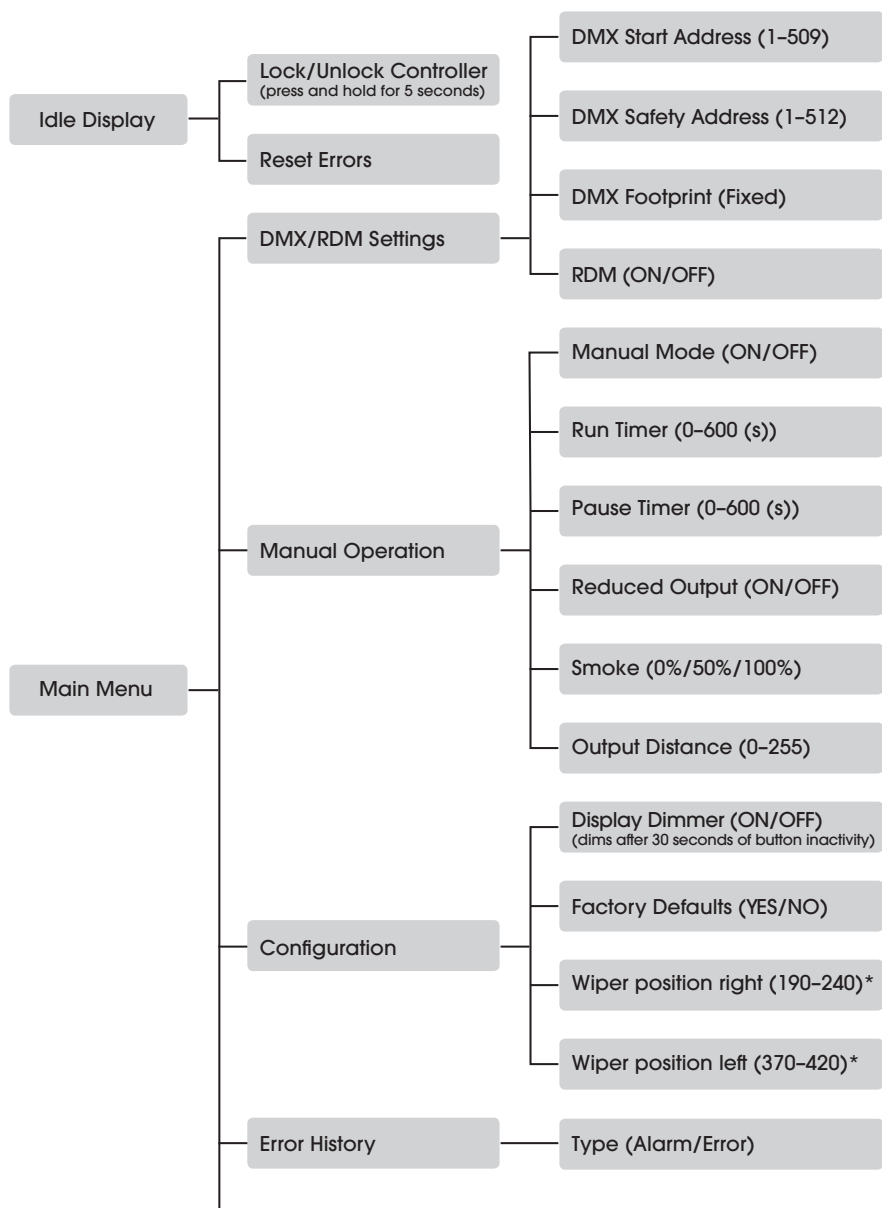 Idle Display
Lock/Unlock Controller
(press and hold for 5 seconds)
Reset Errors
Main Menu
DMX/RDM Settings
DMX Start Address (1–509)
DMX Safety Address (1–512)
DMX Footprint (Fixed)
RDM (ON/OFF)
Manual Operation
Manual Mode (ON/OFF)
Run Timer (0–600 (s))
Pause Timer (0–600 (s))
Reduced Output (ON/OFF)
Smoke (0%/50%/100%)
Output Distance (0–255)
Configuration
Display Dimmer (ON/OFF)
(dims after 30 seconds of button inactivity)
Factory Defaults (YES/NO)
Wiper position right (190–240)*
Wiper position left (370–420)*
Error History
Type (Alarm/Error)